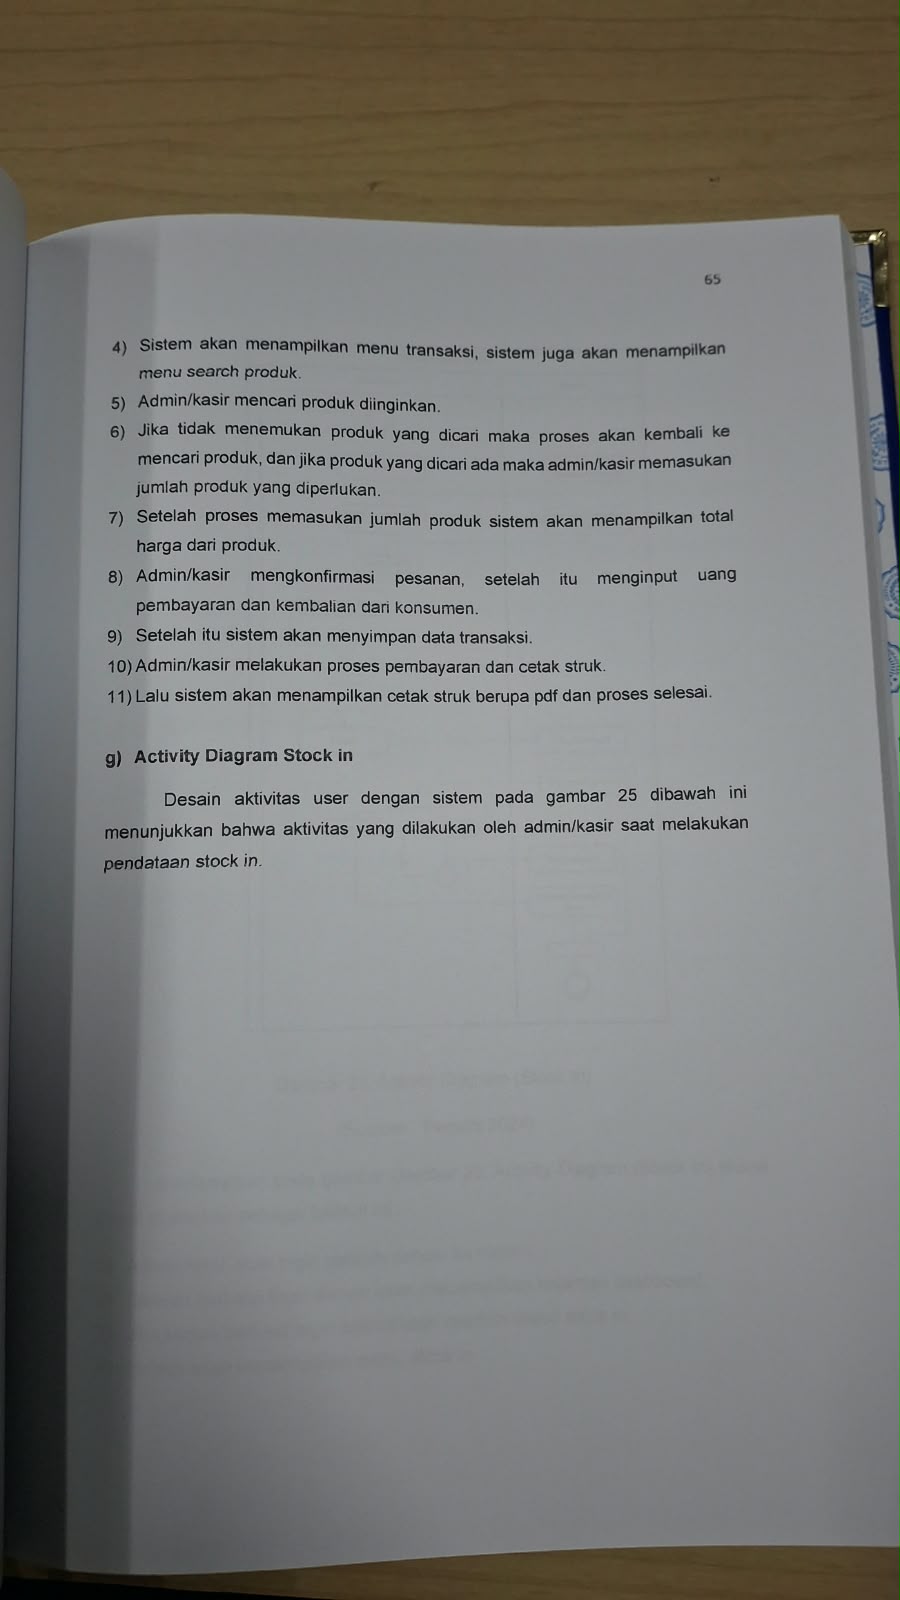 65
4) Sistem akan menampilkan menu transaksi, sistem juga akan menampilkan
menu search produk.
5) Admin/kasir mencari produk diinginkan.
6) Jika tidak menemukan produk yang dicari maka proses akan kembali ke
mencari produk, dan jika produk yang dicari ada maka admin/kasir memasukan
jumlah produk yang diperlukan.
7) Setelah proses memasukan jumlah produk sistem akan menampilkan total
harga dari produk.
8) Admin/kasir mengkonfirmasi pesanan, setelah itu menginput uang
pembayaran dan kembalian dari konsumen.
9) Setelah itu sistem akan menyimpan data transaksi.
10) Admin/kasir melakukan proses pembayaran dan cetak struk.
11) Lalu sistem akan menampilkan cetak struk berupa pdf dan proses selesai.
g) Activity Diagram Stock in
Desain aktivitas user dengan sistem pada gambar 25 dibawah ini
menunjukkan bahwa aktivitas yang dilakukan oleh admin/kasir saat melakukan
pendataan stock in.